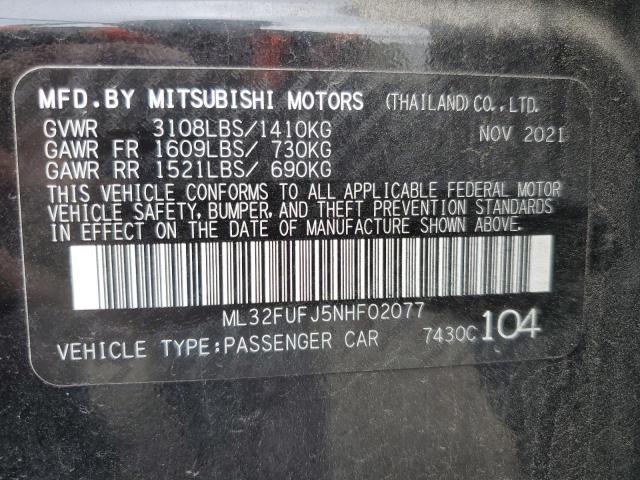 MFD.BY MITSUBISHI MOTORS (THAILAND)CO.,LTD.
GVWR 3108LBS/1410KG NOV 2021
GAWR FR 1609LBS/ 730KG
GAWR RR 1521LBS/ 690KG
THIS VEHICLE CONFORMS TO ALL APPLICABLE FEDERAL MOTOR
VEHICLE SAFETY, BUMPER, AND THEFT PREVENTION STANDARDS
IN EFFECT ON THE DATE OF MANUFACTURE SHOWN ABOVE.
ML32FUFJ5NHF02077
VEHICLE TYPE:PASSENGER CAR 7430C 104